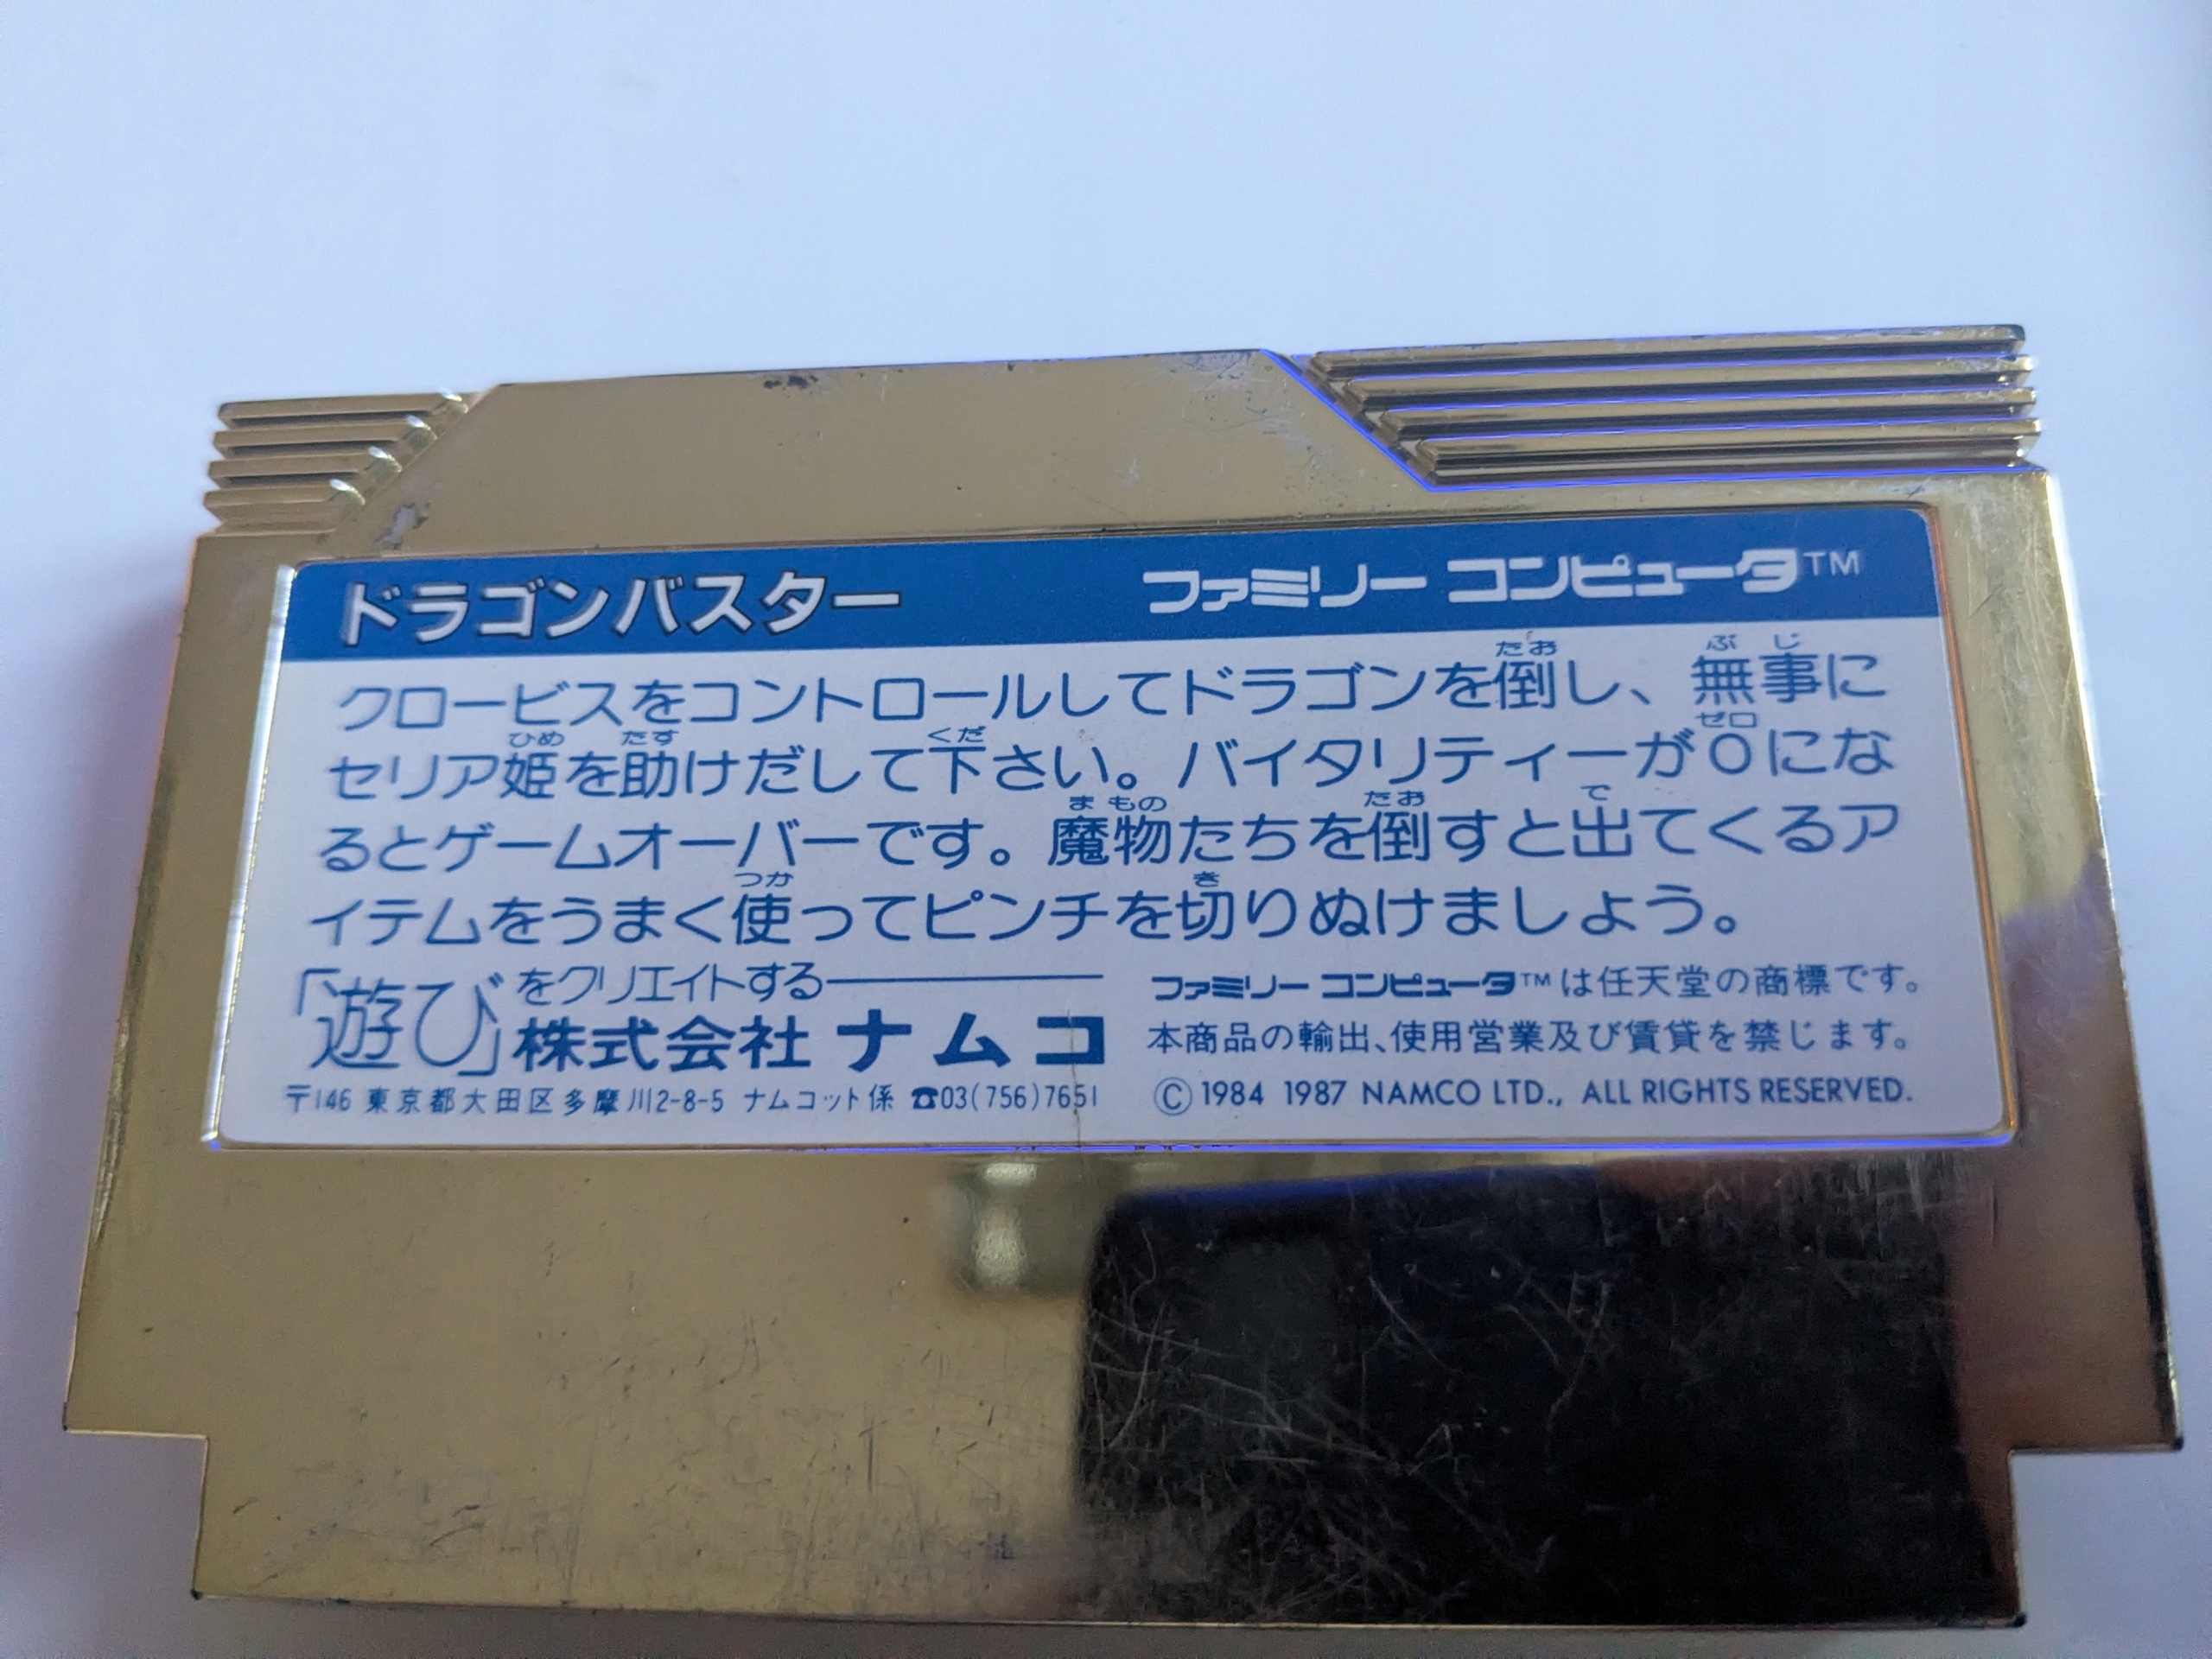 ドラゴンバスター ファミリー コンピュータ™
クロービスをコントロールしてドラゴンを倒し、無事に
セリア姫を助けだして下さい。バイタリティーが0にな
るとゲームオーバーです。魔物たちを倒すと出てくるア
イテムをうまく使ってピンチを切りぬけましょう。
「遊び」をクリエイトする――
株式会社 ナムコ
〒146 東京都大田区多摩川2-8-5 ナムコット係 ☎03(756)7651
ファミリー コンピュータ™は任天堂の商標です。
本商品の輸出、使用営業及び賃貸を禁じます。
Ⓒ1984 1987 NAMCO LTD., ALL RIGHTS RESERVED.